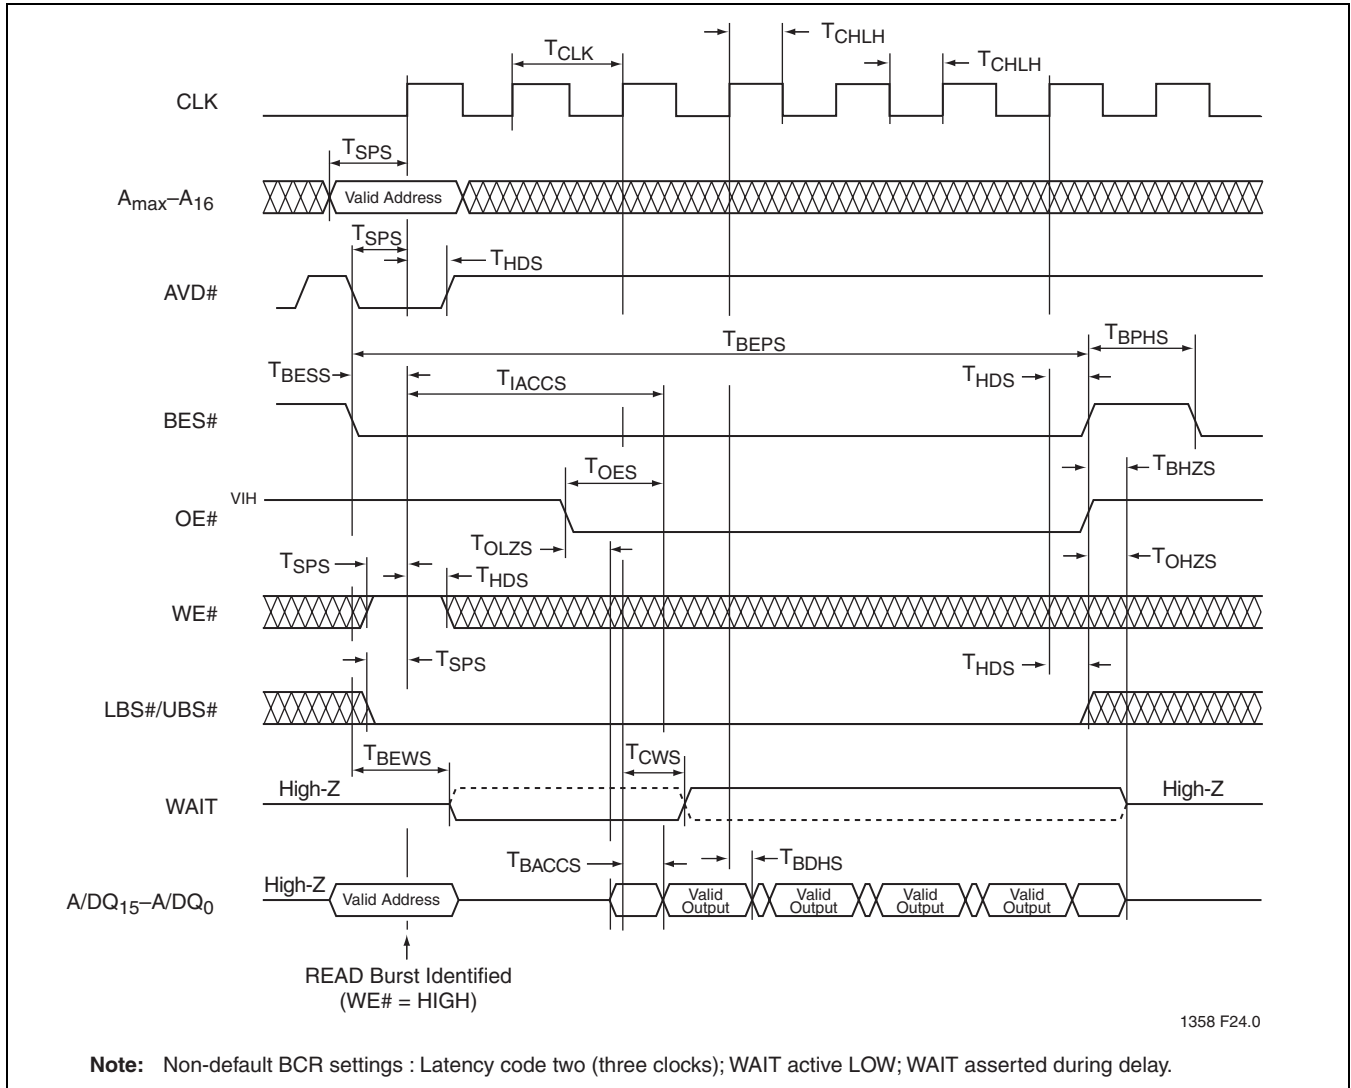 TCHLH
TCLK
TCHLH
CLK
TSPS
Amax–A16
Valid Address
TSPS
THDS
AVD#
TBEPS
TBPHS
TBESS
TIACCS
THDS
BES#
TOES
TBHZS
VIH
OE#
TOLZS
TSPS
THDS
TOHZS
WE#
TSPS
THDS
LBS#/UBS#
TBEWS
TCWS
High-Z
High-Z
WAIT
TBACCS
TBDHS
High-Z
A/DQ15–A/DQ0
Valid Address
Valid Output
Valid Output
Valid Output
Valid Output
READ Burst Identified
(WE# = HIGH)
1358 F24.0
Note: Non-default BCR settings : Latency code two (three clocks); WAIT active LOW; WAIT asserted during delay.